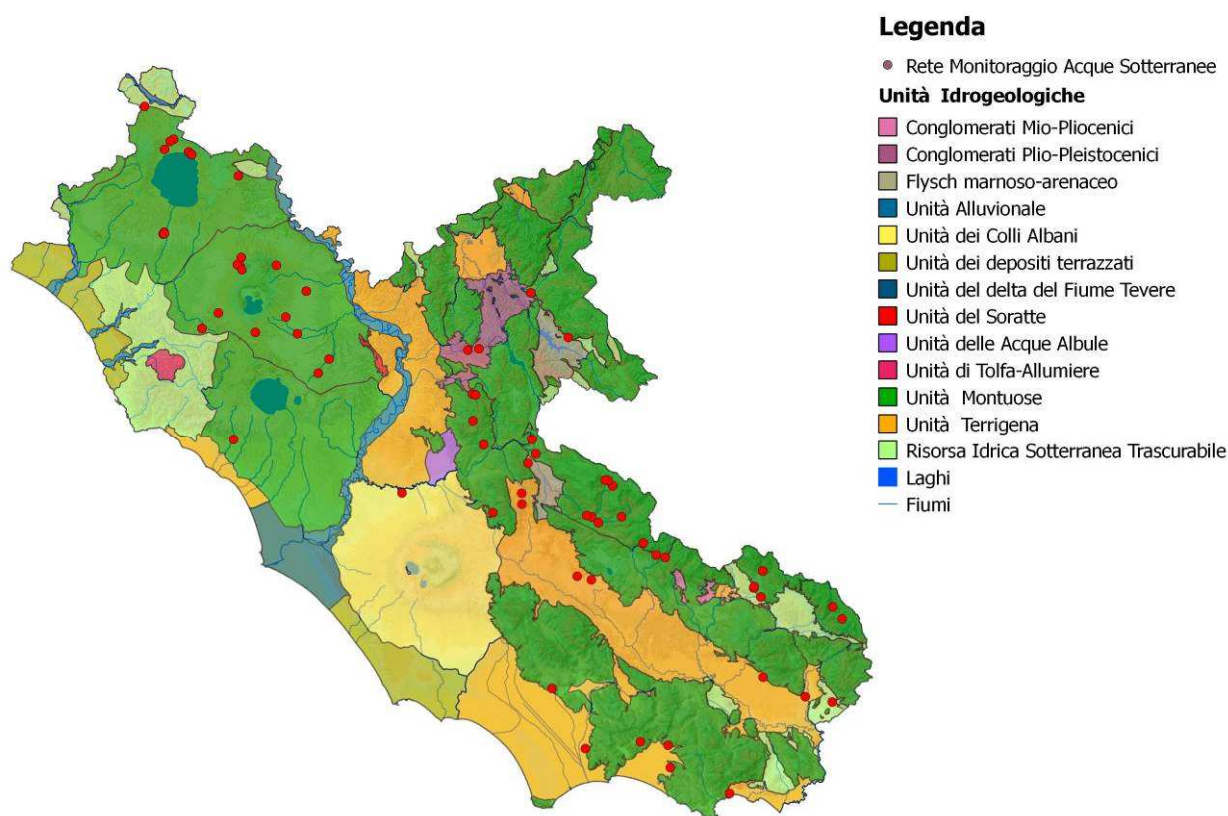 Legenda
Rete Monitoraggio Acque Sotterranee
Unità Idrogeologiche
Conglomerati Mio-Pliocenici
Conglomerati Plio-Pleistocenici
Flysch marnoso-arenaceo
Unità Alluvionale
Unità dei Colli Albani
Unità dei depositi terrazzati
Unità del delta del Fiume Tevere
Unità del Soratte
Unità delle Acque Albule
Unità di Tolfa-Allumiere
Unità Montuose
Unità Terrigena
Risorsa Idrica Sotterranea Trascurabile
Laghi
Fiumi